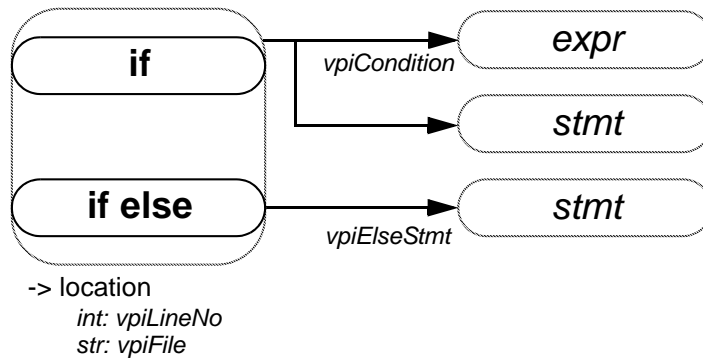 if
vpiCondition
expr
stmt
if else
vpiElseStmt
stmt
-> location
int: vpiLineNo
str: vpiFile